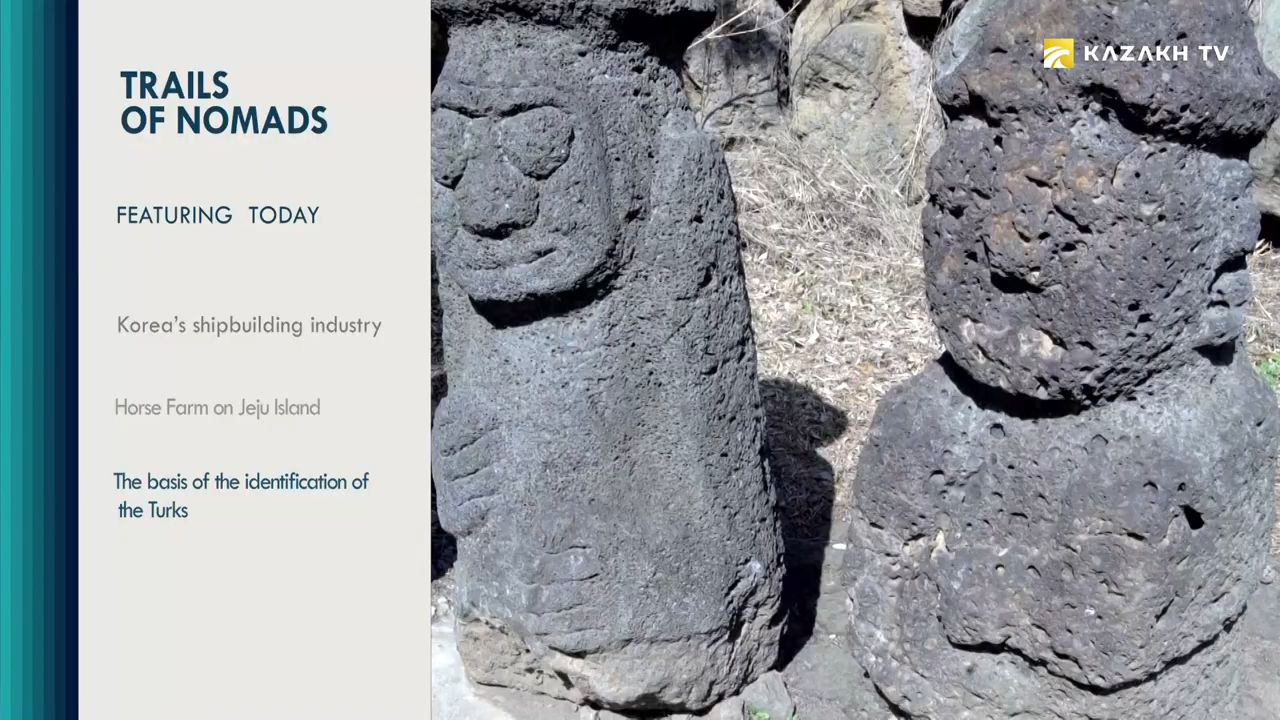 TRAILS
OF NOMADS
KAZAKH TV
FEATURING TODAY
Korea's shipbuilding industry
Horse Farm on Jeju Island
The basis of the identification of
the Turks